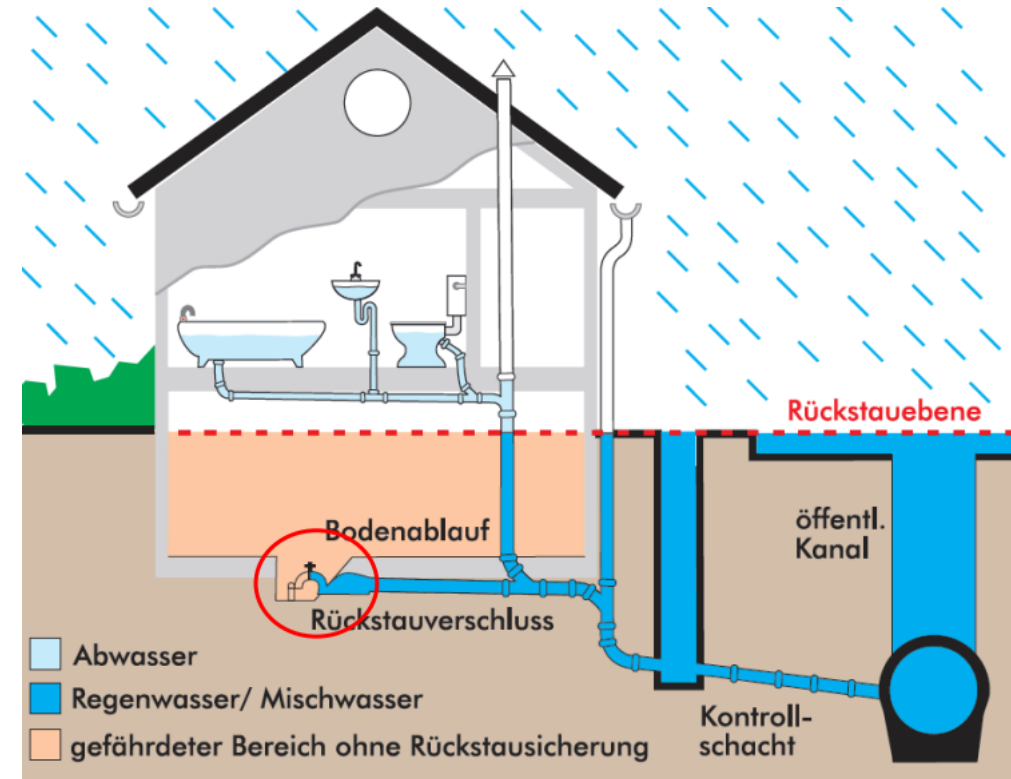 Rückstauebene
öffentl.
Kanal
Bodenablauf
Rückstauverschluss
Kontroll-
schacht
Abwasser
Regenwasser/ Mischwasser
gefährdeter Bereich ohne Rückstausicherung